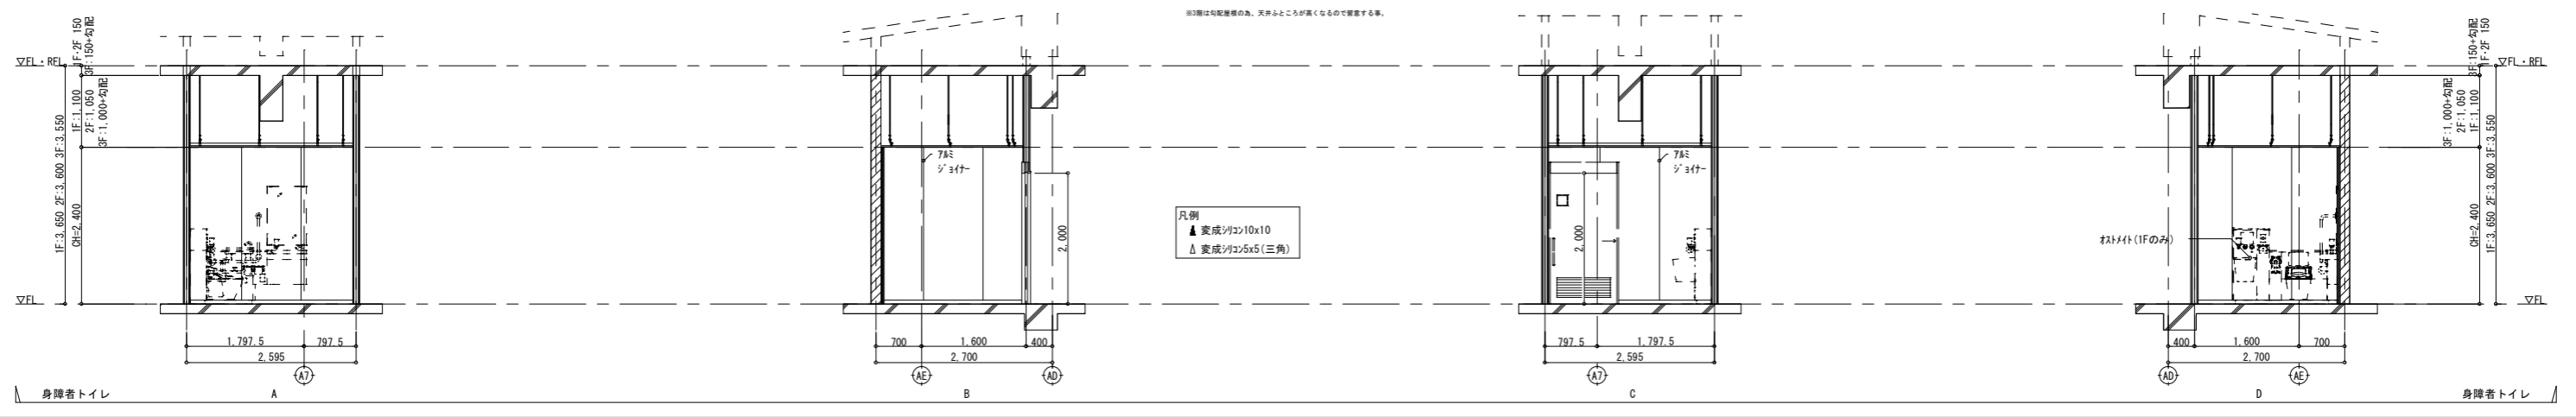 ※3階は勾配屋根の為、天井ふところが高くなるので留意する事。
▽FL・RFL
1F・2F 150
3F:150+勾配
1F:1,100
2F:1,050
3F:1,000+勾配
1F:3,650 2F:3,600 3F:3,550
CH=2,400
▽FL
1,797.5
797.5
2,595
A7
身障者トイレ
A
アルミ
ジョイナー
2,000
700
1,600
400
2,700
AE
AD
B
凡例
変成シリコン10x10
変成シリコン5x5(三角)
アルミ
ジョイナー
2,000
797.5
1,797.5
2,595
A7
C
オストメイト(1Fのみ)
400
1,600
700
2,700
AD
AE
D
3F:150+勾配
1F・2F 150
▽FL・RFL
3F:1,000+勾配
2F:1,050
1F:1,100
CH=2,400
1F:3,650 2F:3,600 3F:3,550
▽FL
身障者トイレ